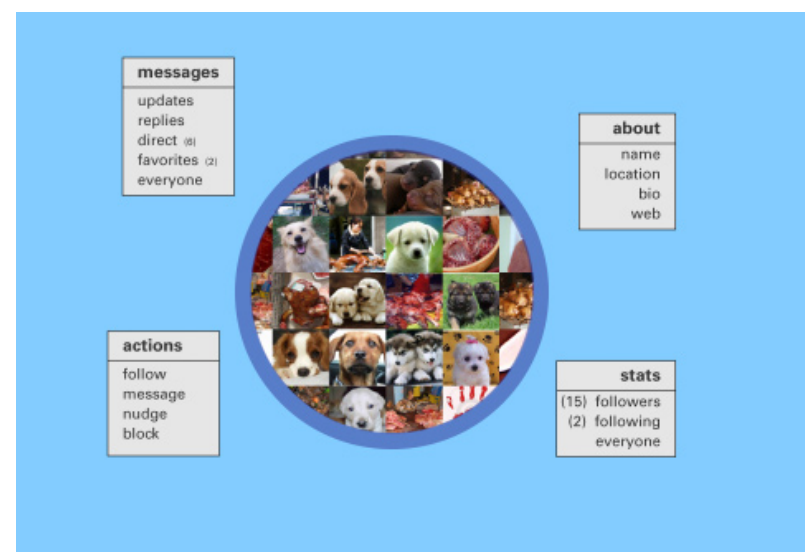 messages
updates
replies
direct (6)
favorites (2)
everyone
about
name
location
bio
web
actions
follow
message
nudge
block
stats
(15) followers
(2) following
everyone